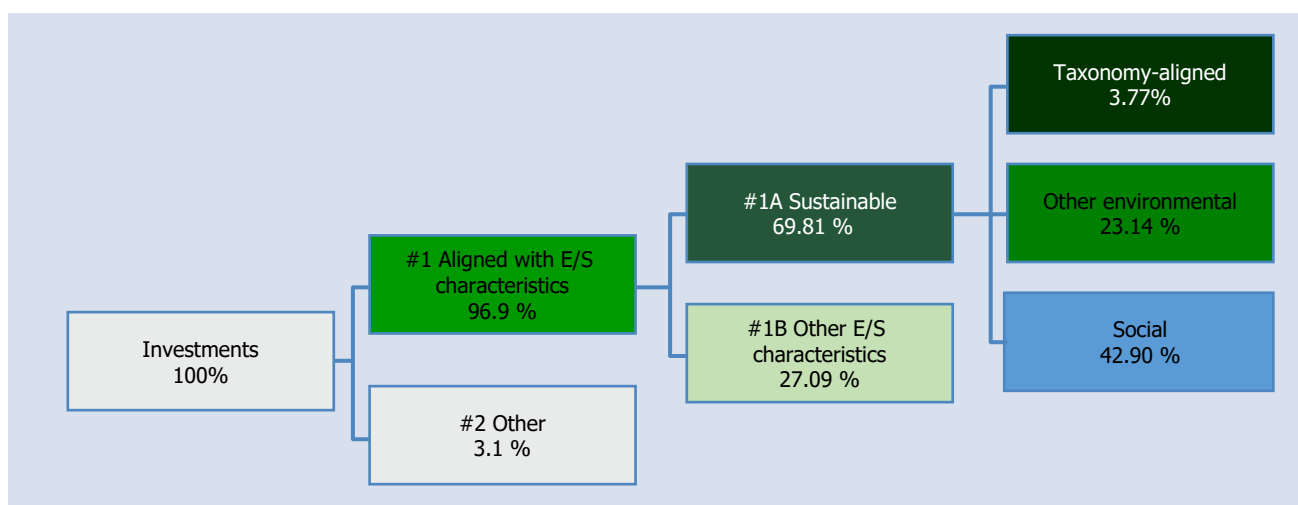 Investments
100%
#1 Aligned with E/S
characteristics
96.9 %
#2 Other
3.1 %
#1A Sustainable
69.81 %
#1B Other E/S
characteristics
27.09 %
Taxonomy-aligned
3.77%
Other environmental
23.14 %
Social
42.90 %